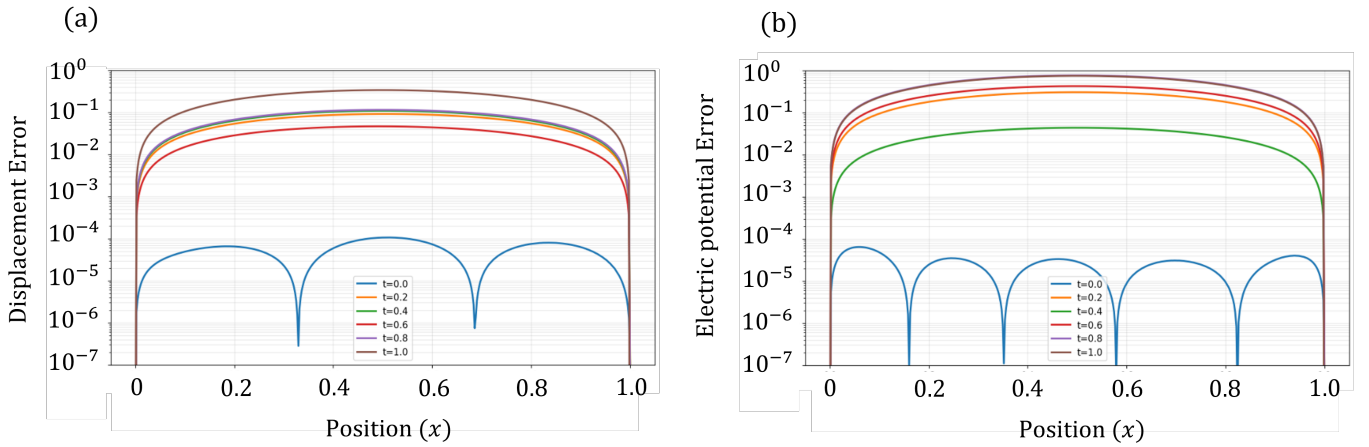 (a)
Displacement Error
10⁰
10⁻¹
10⁻²
10⁻³
10⁻⁴
10⁻⁵
10⁻⁶
10⁻⁷
t=0.0
t=0.2
t=0.4
t=0.6
t=0.8
t=1.0
0 0.2 0.4 0.6 0.8 1.0
Position (x)
(b)
Electric potential Error
10⁰
10⁻¹
10⁻²
10⁻³
10⁻⁴
10⁻⁵
10⁻⁶
10⁻⁷
t=0.0
t=0.2
t=0.4
t=0.6
t=0.8
t=1.0
0 0.2 0.4 0.6 0.8 1.0
Position (x)